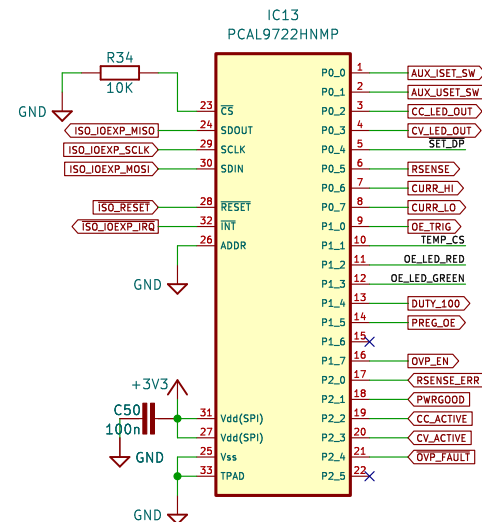 IC13
PCAL9722HNMP
R34
10K
GND
23 CS P0_0 1 AUX_ISET_SW
P0_1 2 AUX_USET_SW
24 SDOUT ISO_IOEXP_MISO P0_2 3 CC_LED_OUT
29 SCLK ISO_IOEXP_SCLK P0_3 4 CV_LED_OUT
30 SDIN ISO_IOEXP_MOSI P0_4 5 SET_DP
P0_5 6 RSENSE
P0_6 7 CURR_HI
ISO_RESET 28 RESET P0_7 8 CURR_LO
ISO_IOEXP_IRQ 32 INT P1_0 9 OE_TRIG
26 ADDR P1_1 10 TEMP_CS
P1_2 11 OE_LED_RED
GND P1_3 12 OE_LED_GREEN
P1_4 13 DUTY_100
P1_5 14 PREG_OE
P1_6 15
P1_7 16 OVP_EN
+3V3 P2_0 17 RSENSE_ERR
P2_1 18 PWRGOOD
C50 31 Vdd(SPI) P2_2 19 CC_ACTIVE
100n 27 Vdd(SPI) P2_3 20 CV_ACTIVE
GND 25 Vss P2_4 21 OVP_FAULT
33 TPAD P2_5 22
GND